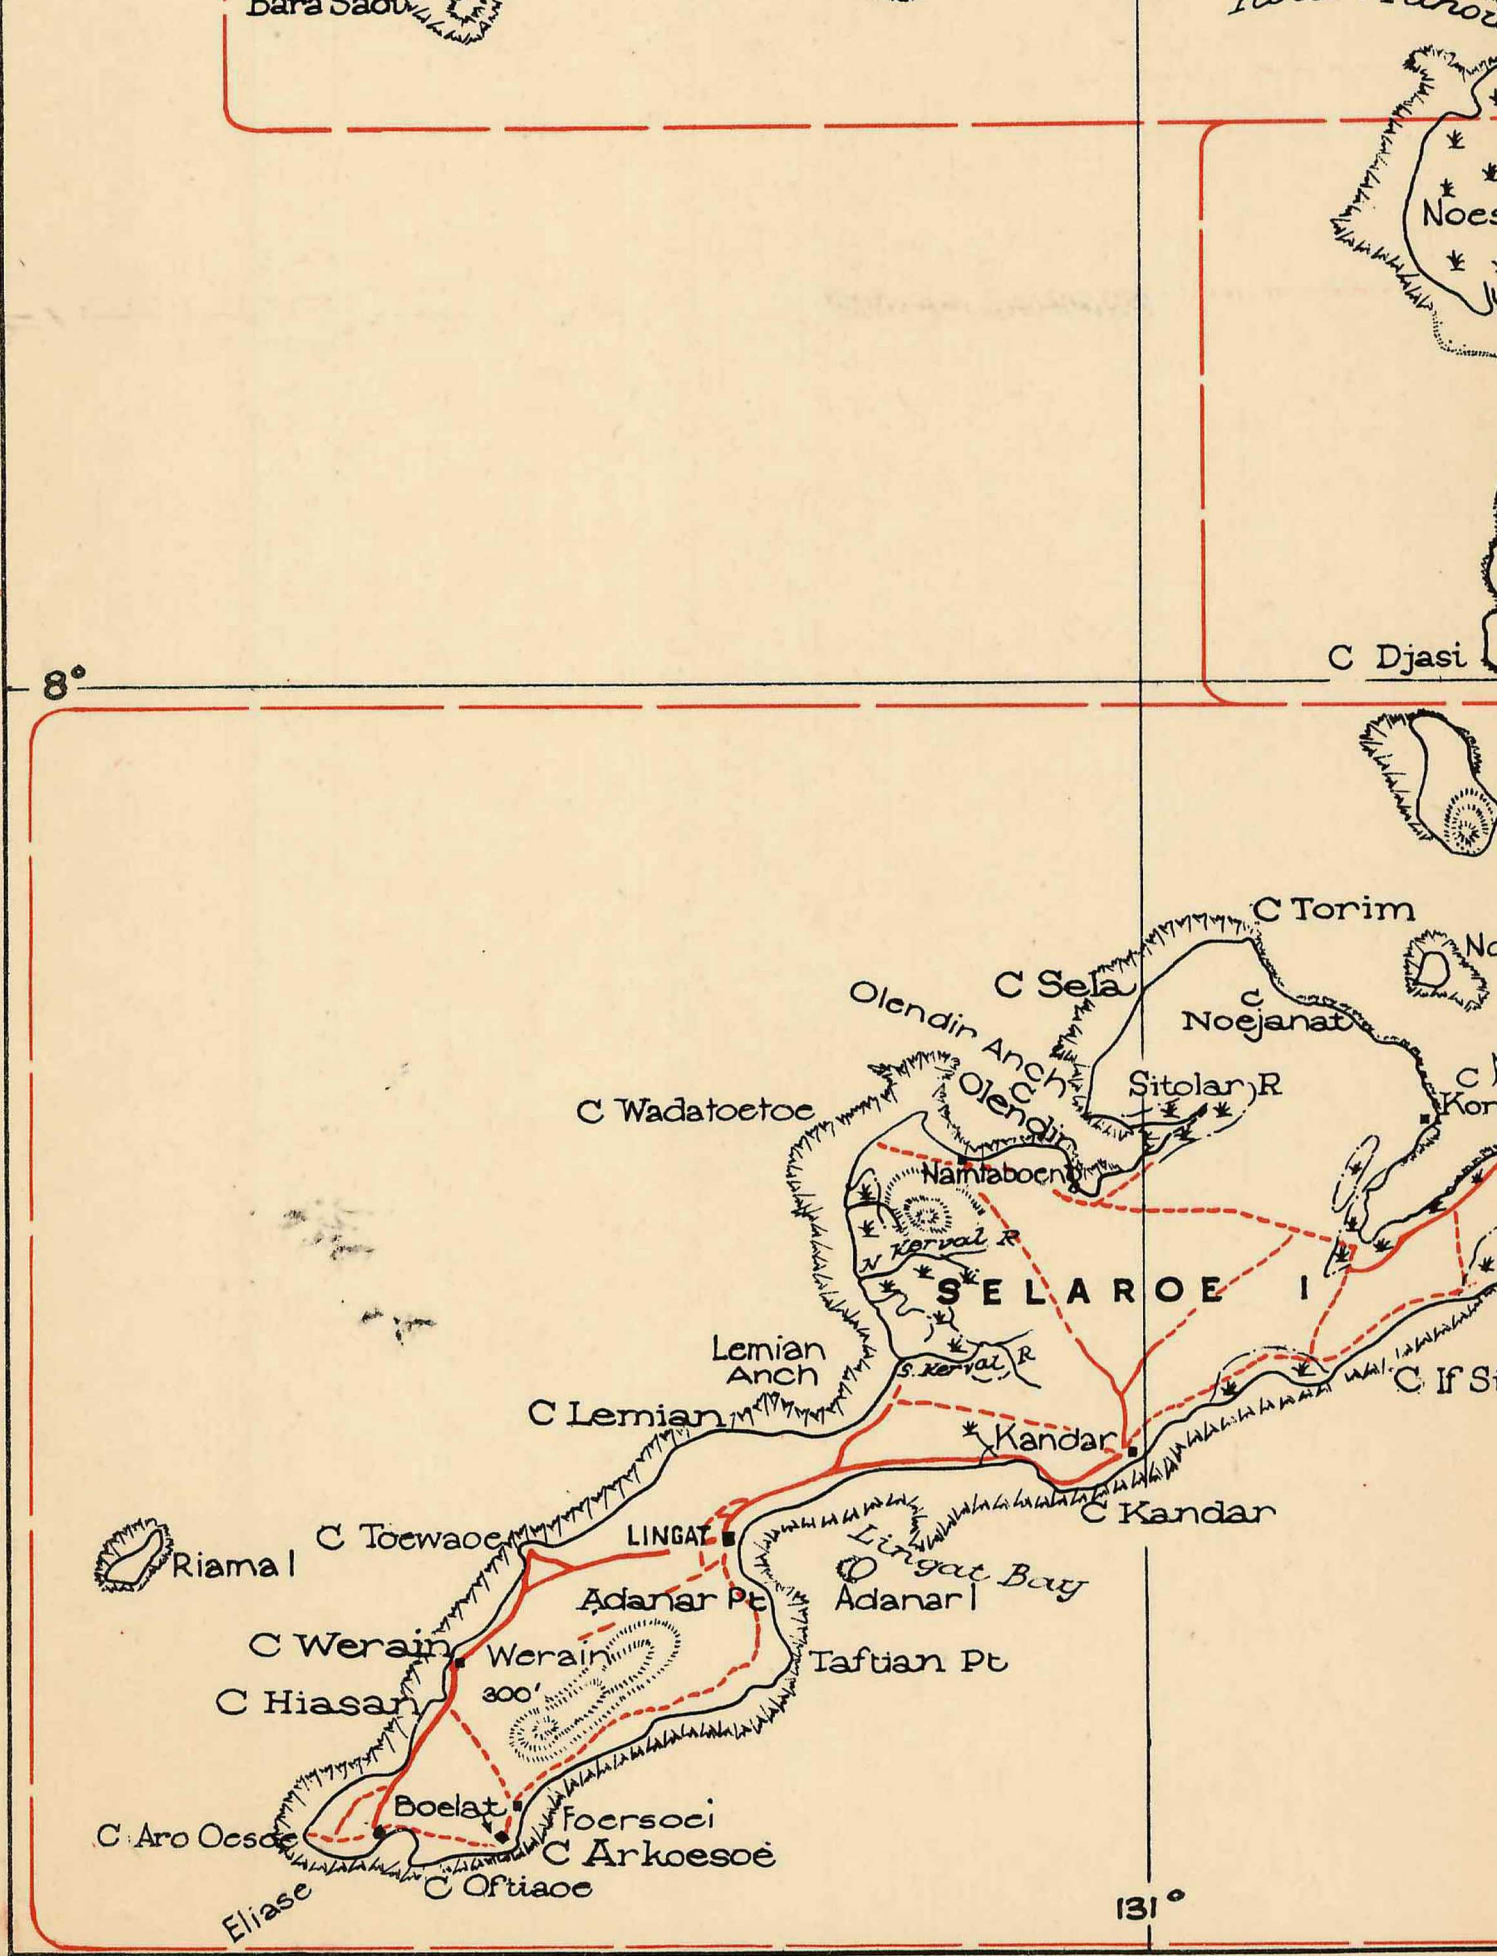 Bara Saou
Noes
C Djasi
8°
C Torim
C Sela
Olendir Anch
C
Noejanat
C
Olendir
Sitolar R
C Wadatoetoe
Kor
Namtaboeng
N Kerval R
SELAROE I
Lemian
Anch
S. Kerval R
C If
C Lemian
Kandar
C Kandar
C Toewaoe
LINGAT
Lingat Bay
Riama I
Adanar Pt
Adanar I
C Werain
Werain
Taftian Pt
300'
C Hiasan
Boelat
Foersoei
C Aro Oesoe
C Arkoesoe
C Oftiaoe
Eliase
131°